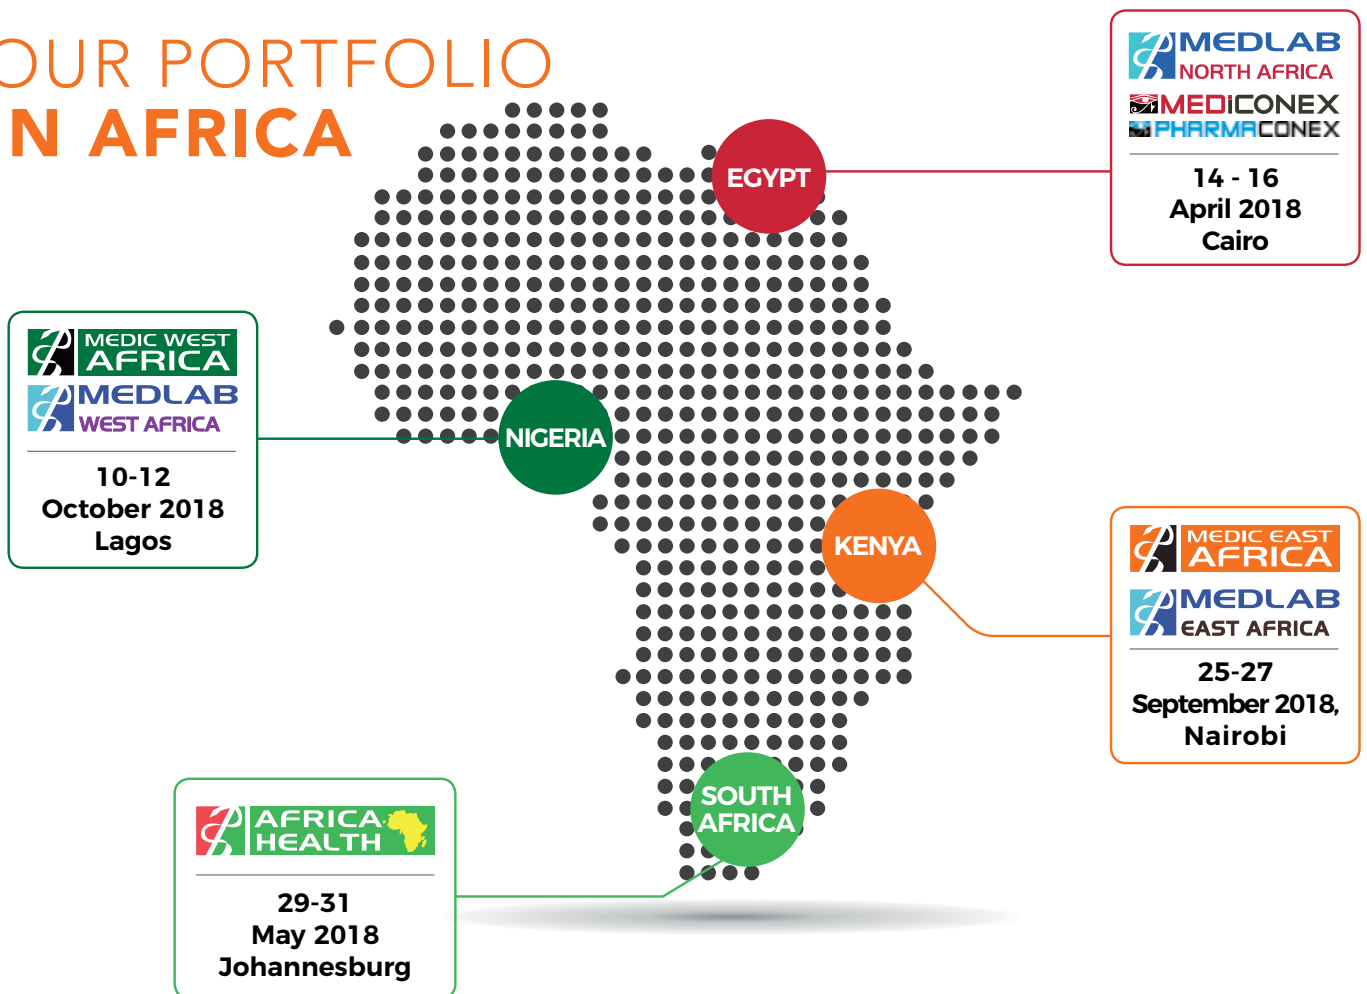 OUR PORTFOLIO
N AFRICA
MEDLAB
NORTH AFRICA
MEDiCONEX
PHARMACONEX
14 - 16
April 2018
Cairo
EGYPT
MEDIC WEST
AFRICA
MEDLAB
WEST AFRICA
10-12
October 2018
Lagos
NIGERIA
KENYA
MEDIC EAST
AFRICA
MEDLAB
EAST AFRICA
25-27
September 2018,
Nairobi
SOUTH
AFRICA
AFRICA
HEALTH
29-31
May 2018
Johannesburg